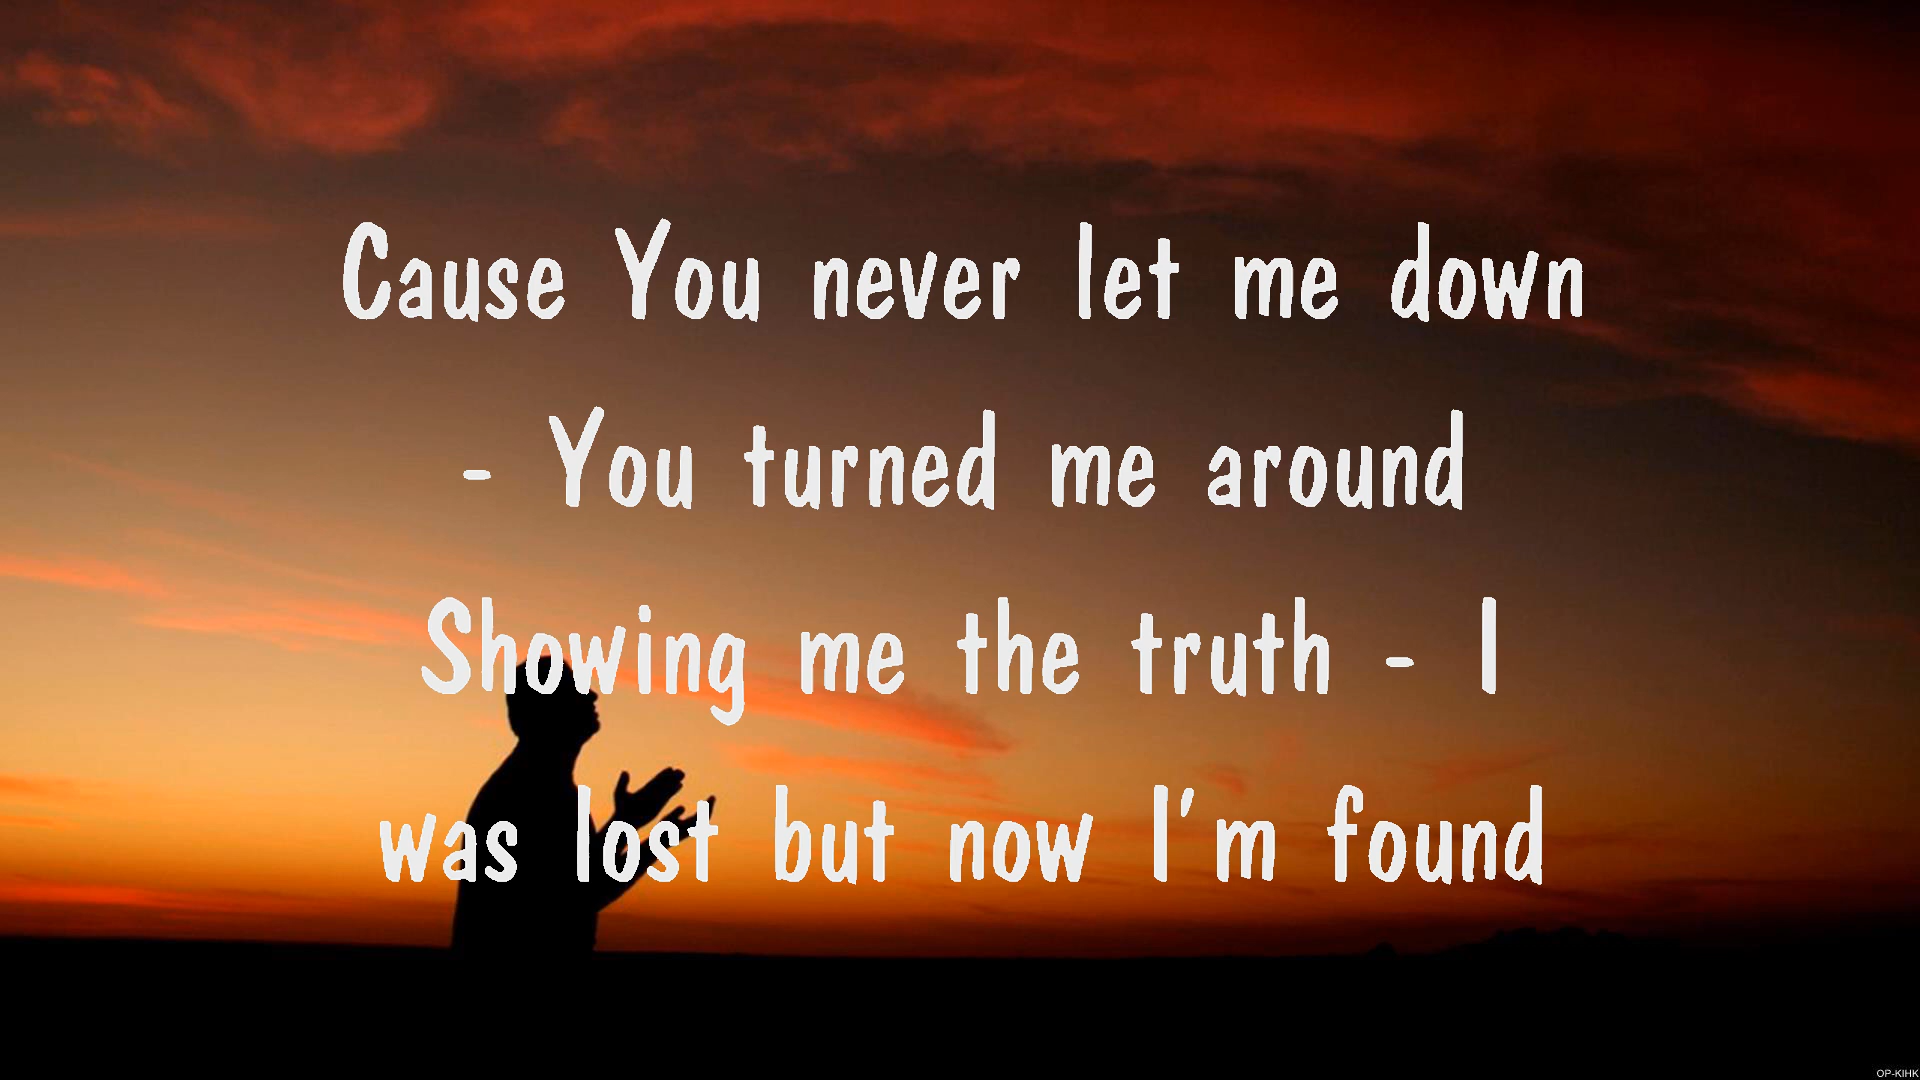 Cause You never let me down
- You turned me around
Showing me the truth - I
was lost but now I'm found
OP-KIHK